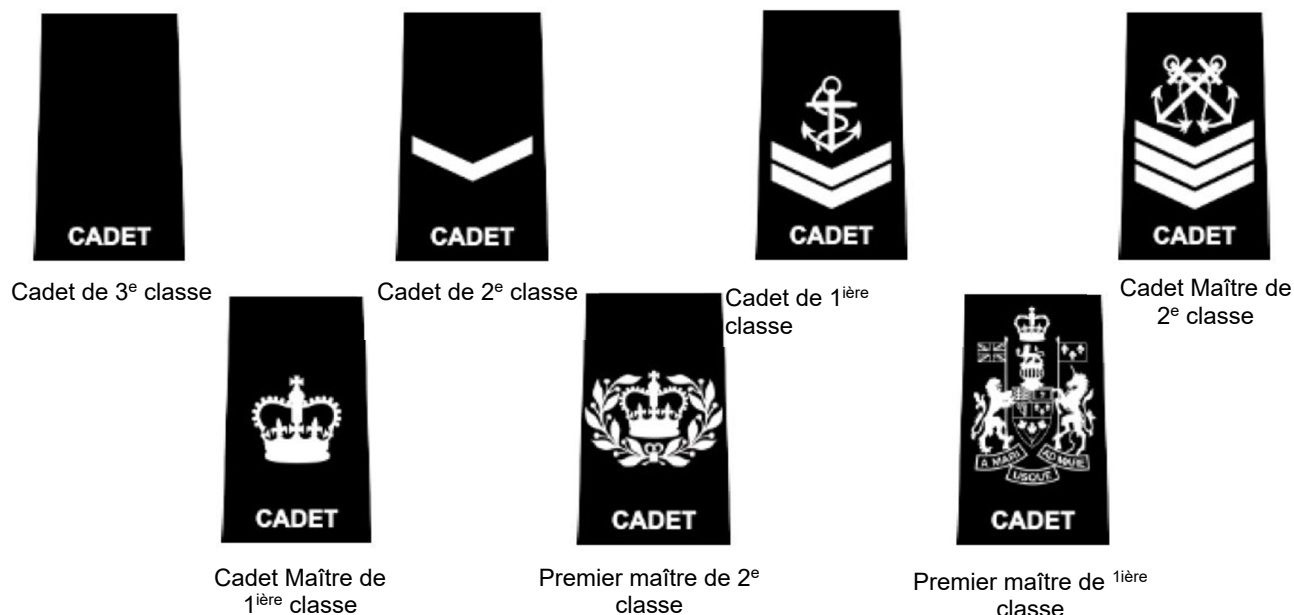 CADET
CADET
CADET
CADET
Cadet de 3e classe
Cadet de 2e classe
Cadet de 1ière
classe
Cadet Maître de
2e classe
A MARI
USQUE
AD MARE
CADET
CADET
CADET
Cadet Maître de
1ière classe
Premier maître de 2e
classe
Premier maître de 1ière
classe